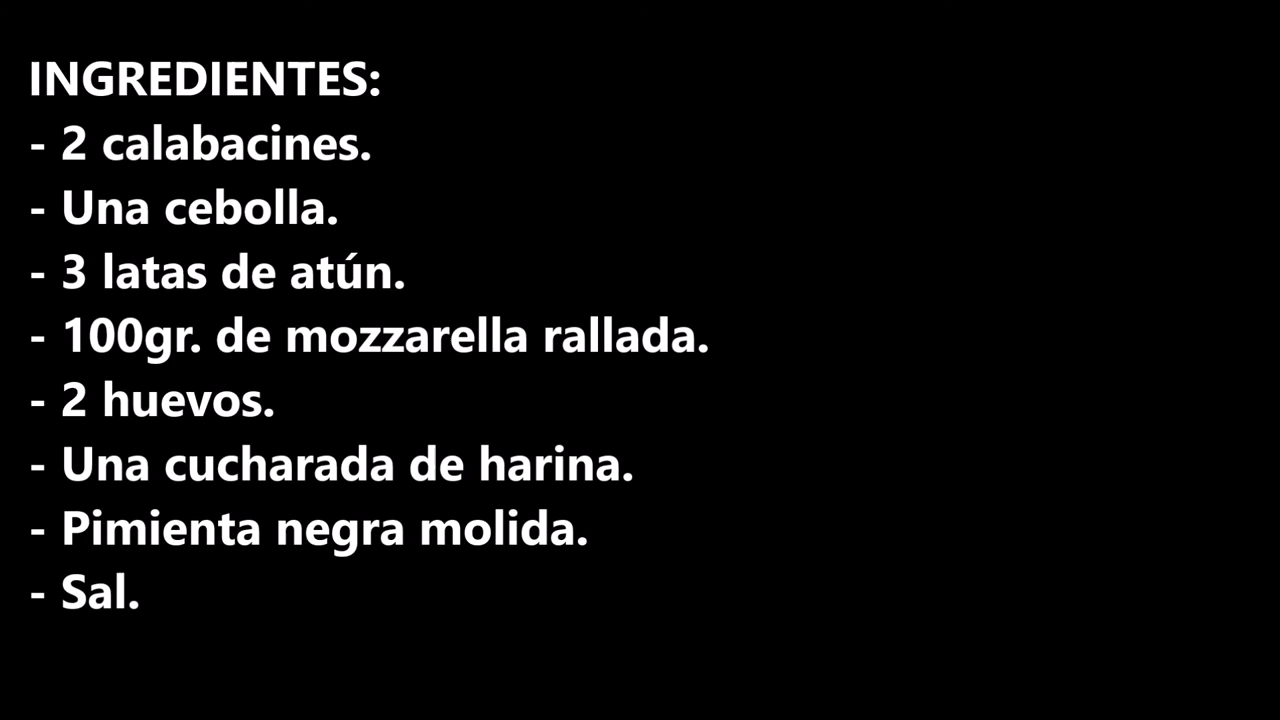 INGREDIENTES:
- 2 calabacines.
- Una cebolla.
- 3 latas de atún.
- 100gr. de mozzarella rallada.
- 2 huevos.
- Una cucharada de harina.
- Pimienta negra molida.
- Sal.